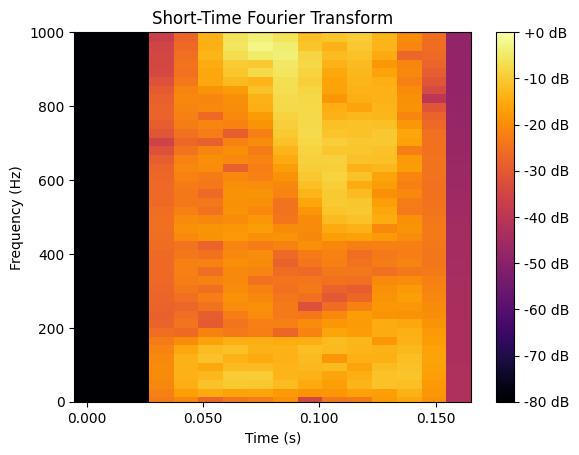 Short-Time Fourier Transform
1000
800
600
400
200
0
Frequency (Hz)
0.000
0.050
0.100
0.150
Time (s)
+0 dB
-10 dB
-20 dB
-30 dB
-40 dB
-50 dB
-60 dB
-70 dB
-80 dB